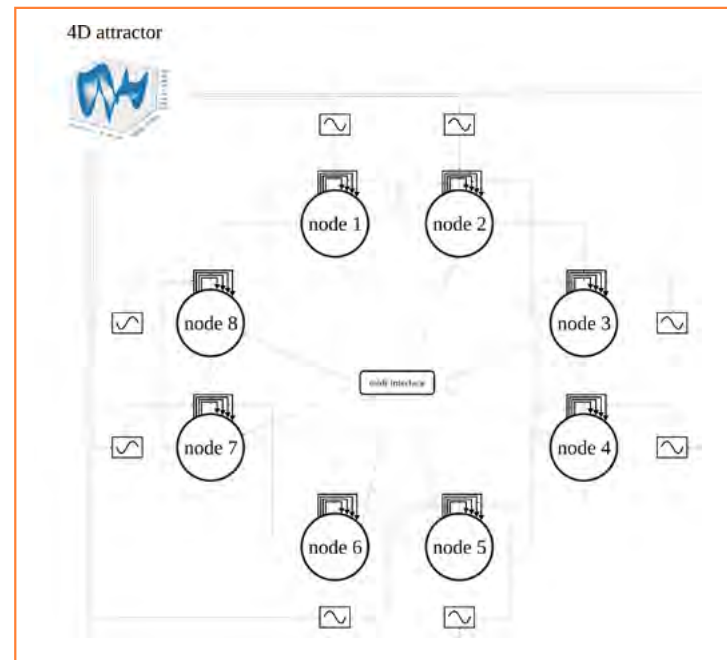 4D attractor
node 1
node 2
node 8
node 3
midi interface
node 7
node 4
node 6
node 5